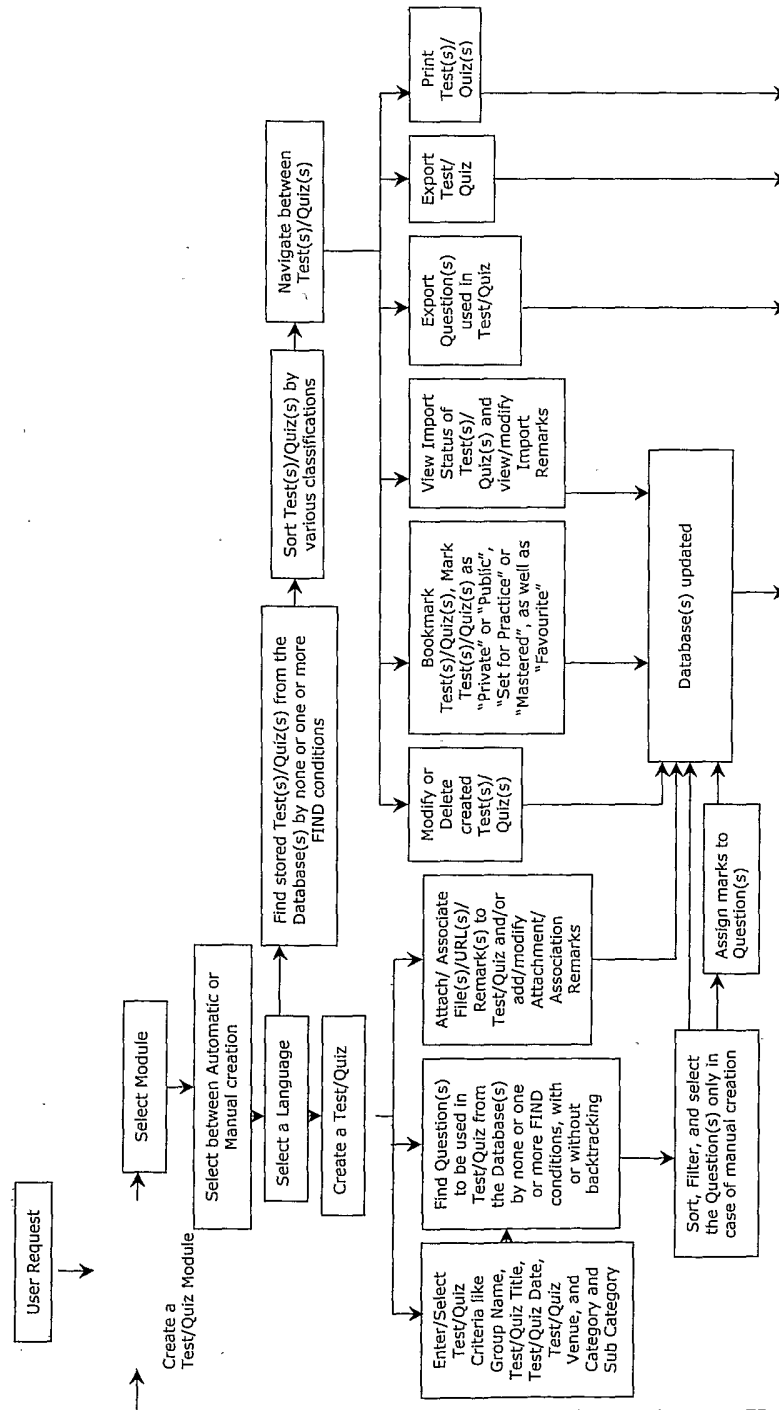 User Request
Create a
Test/Quiz Module
Select Module
Select between Automatic or
Manual creation
Select a Language
Create a Test/Quiz
Find stored Test(s)/Quiz(s) from the
Database(s) by none or one or more
FIND conditions
Sort Test(s)/Quiz(s) by
various classifications
Navigate between
Test(s)/Quiz(s)
Enter/Select
Test/Quiz
Criteria like
Group Name,
Test/Quiz Title,
Test/Quiz Date,
Test/Quiz
Venue, and
Category and
Sub Category
Find Question(s)
to be used in
Test/Quiz from
the Database(s)
by none or one
or more FIND
conditions, with
or without
backtracking
Attach/ Associate
File(s)/URL(s)/
Remark(s) to
Test/Quiz and/or
add/modify
Attachment/
Association
Remarks
Modify or
Delete
created
Test(s)/
Quiz(s)
Bookmark
Test(s)/Quiz(s), Mark
Test(s)/Quiz(s) as
"Private" or "Public",
"Set for Practice" or
"Mastered", as well as
"Favourite"
View Import
Status of
Test(s)/
Quiz(s) and
view/modify
Import
Remarks
Export
Question(s)
used in
Test/Quiz
Export
Test/
Quiz
Print
Test(s)/
Quiz(s)
Sort, Filter, and select
the Question(s) only in
case of manual creation
Assign marks to
Question(s)
Database(s) updated